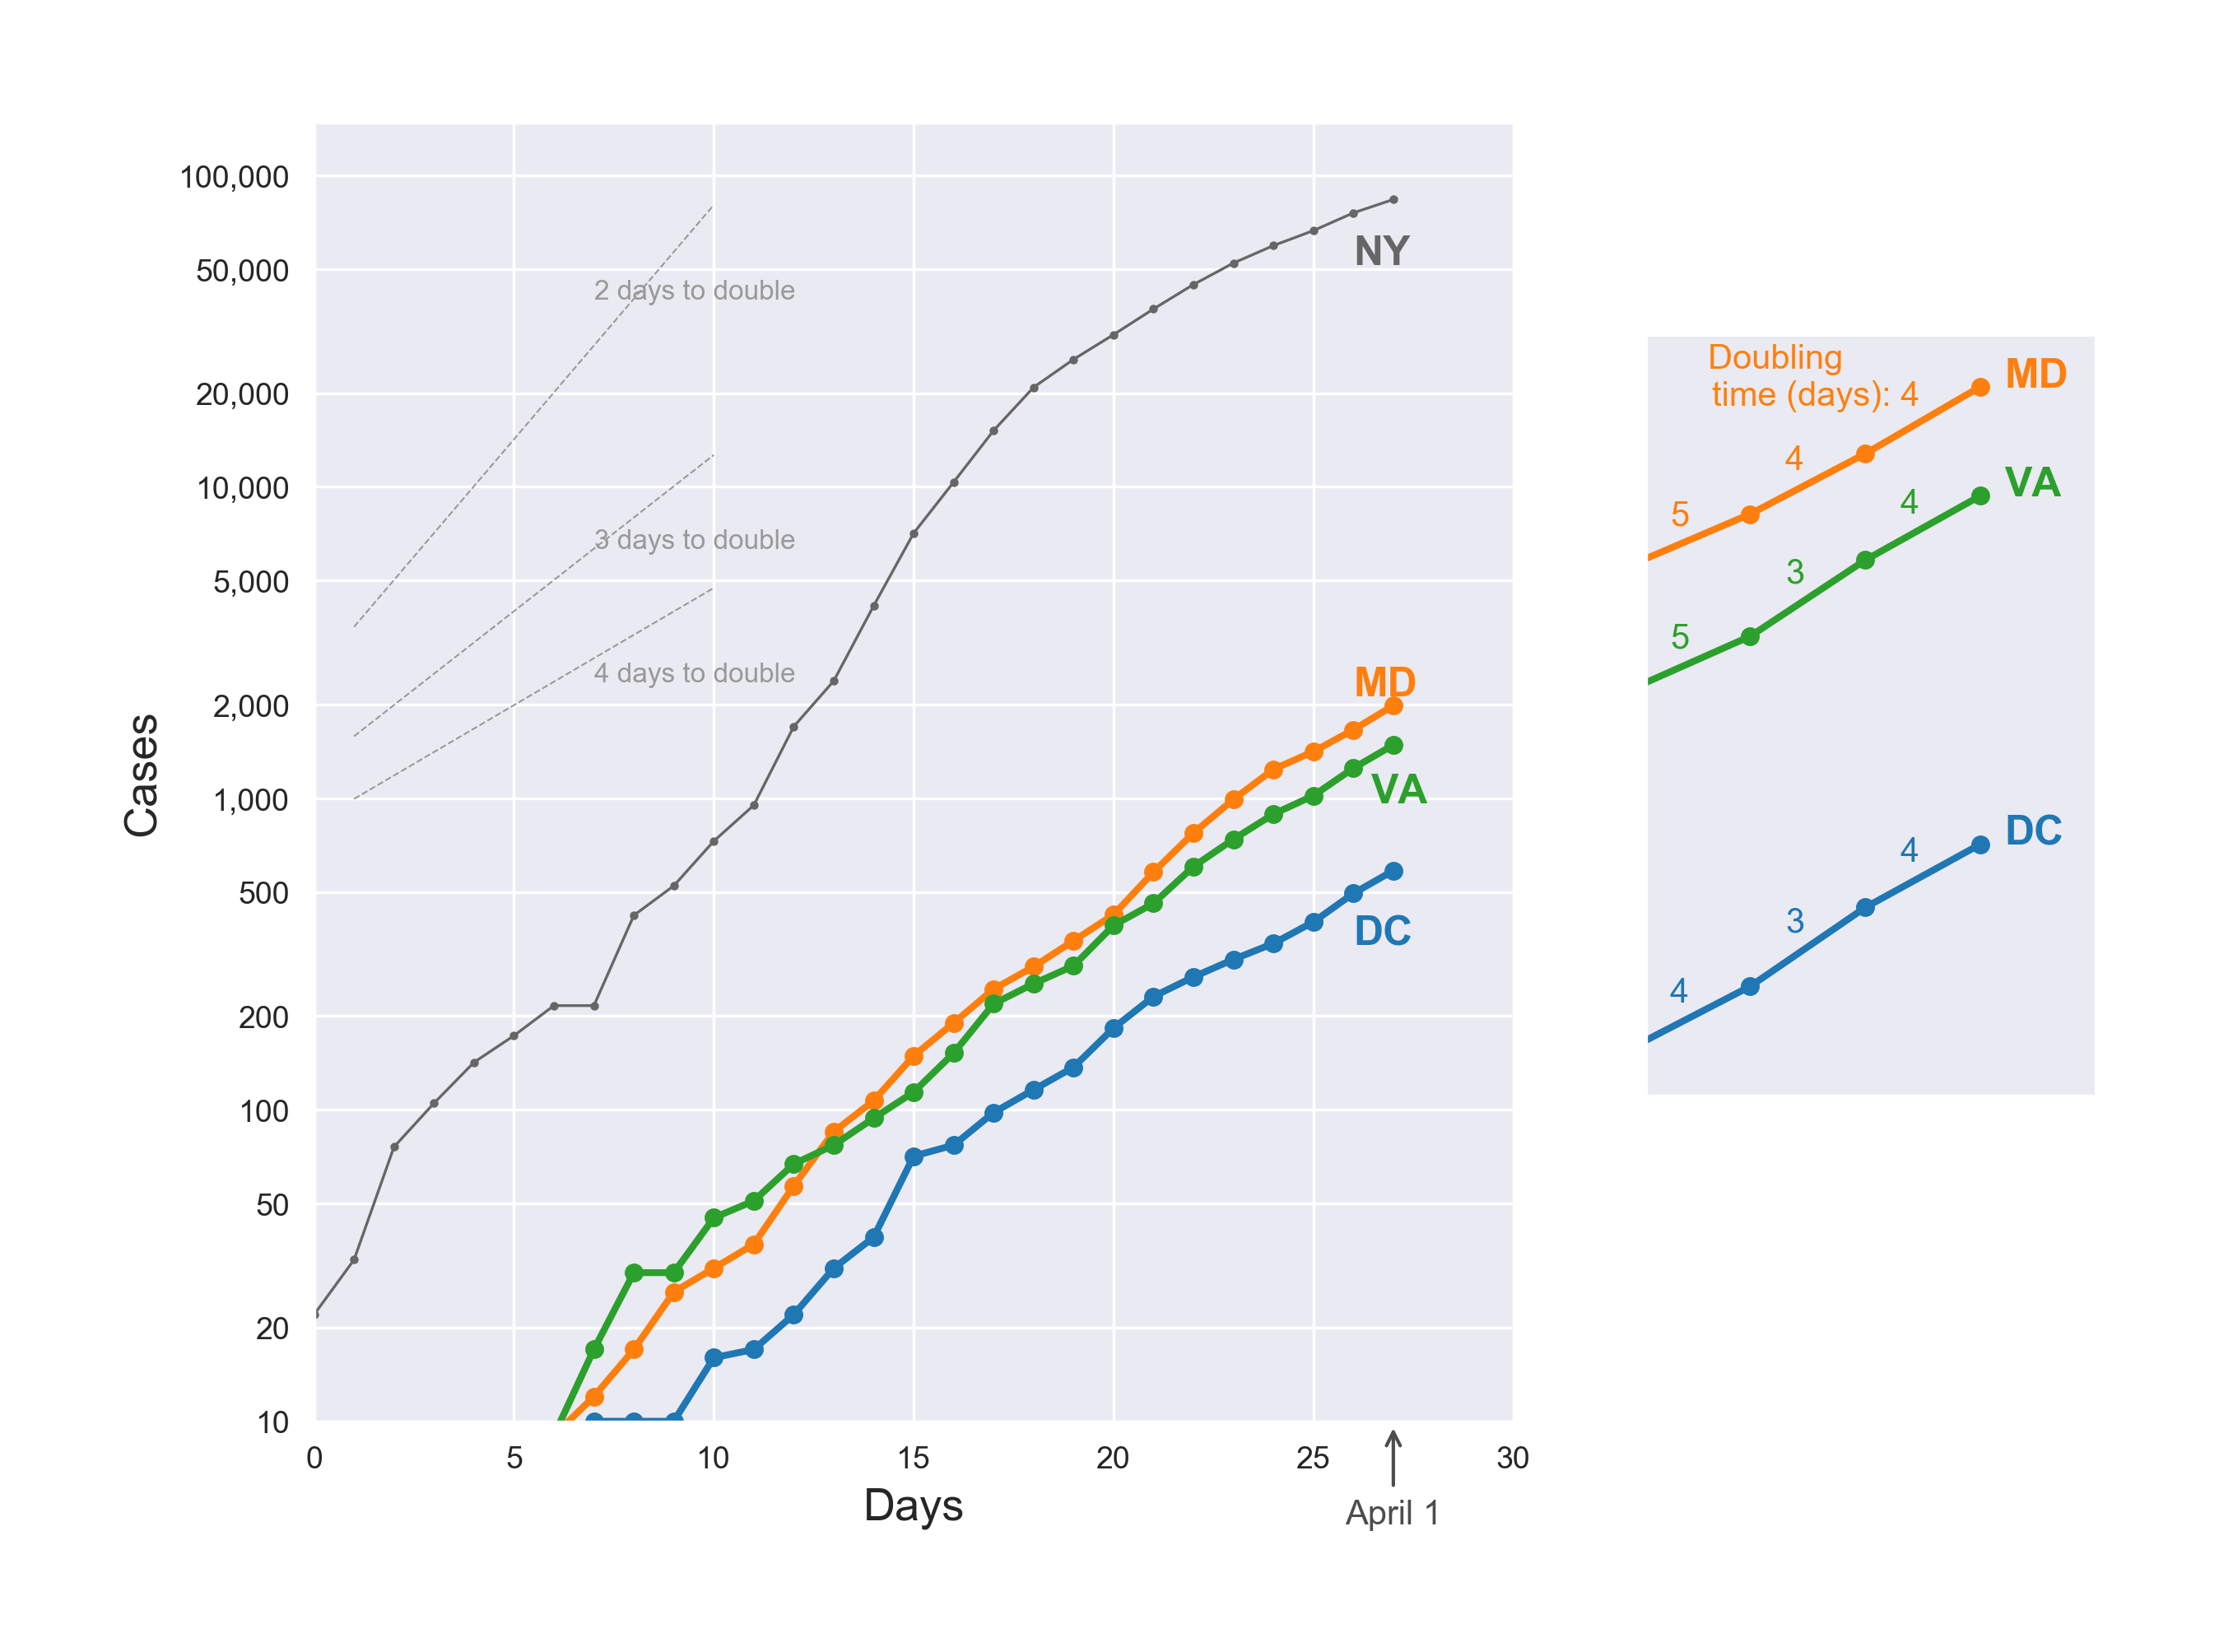 100,000
50,000
20,000
10,000
5,000
2,000
1,000
500
200
100
50
20
10
Cases
0 5 10 15 20 25 30
Days
April 1
2 days to double
3 days to double
4 days to double
NY
MD
VA
DC
Doubling
time (days): 4
MD
4
5
VA
4
3
5
DC
4
3
4